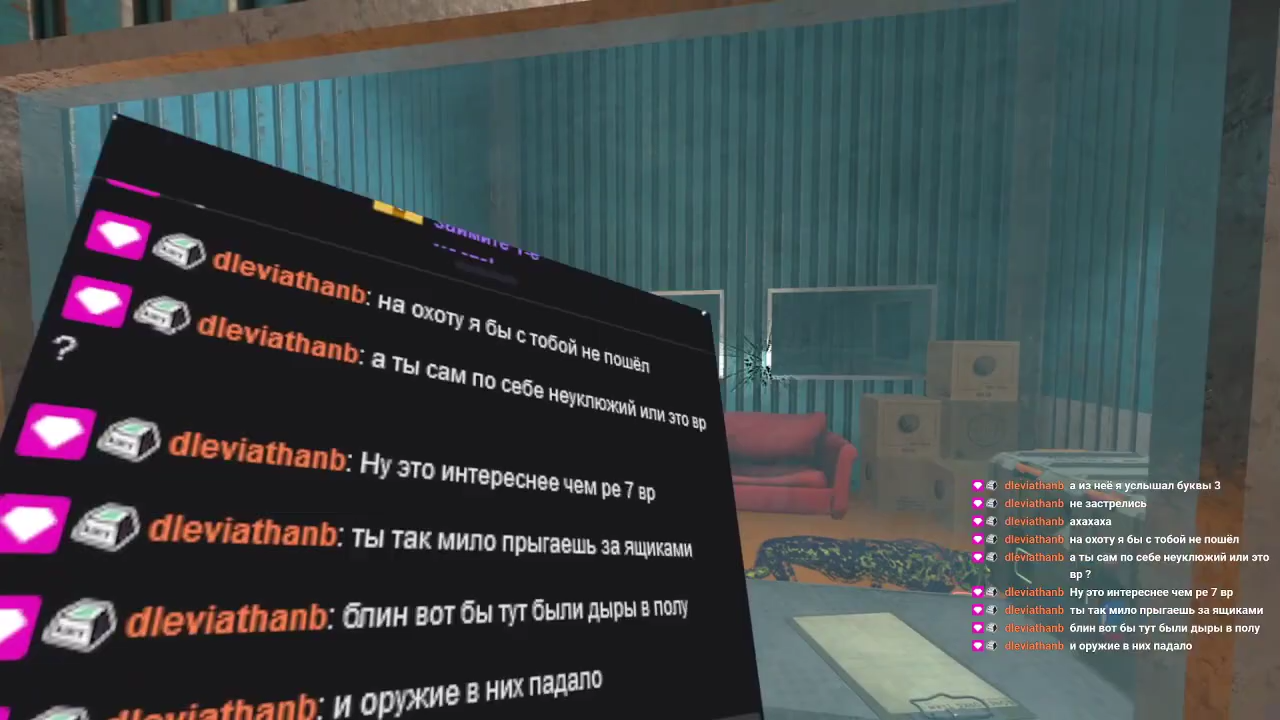 dleviathanb: на охоту я бы с тобой не пошёл
dleviathanb: а ты сам по себе неуклюжий или это вр
?
dleviathanb: Ну это интереснее чем ре 7 вр
dleviathanb: ты так мило прыгаешь за ящиками
dleviathanb: блин вот бы тут были дыры в полу
dleviathanb: и оружие в них падало
dleviathanb а из неё я услышал буквы 3
dleviathanb не застрелись
dleviathanb ахахаха
dleviathanb на охоту я бы с тобой не пошёл
dleviathanb а ты сам по себе неуклюжий или это
вр ?
dleviathanb Ну это интереснее чем ре 7 вр
dleviathanb ты так мило прыгаешь за ящиками
dleviathanb блин вот бы тут были дыры в полу
dleviathanb и оружие в них падало